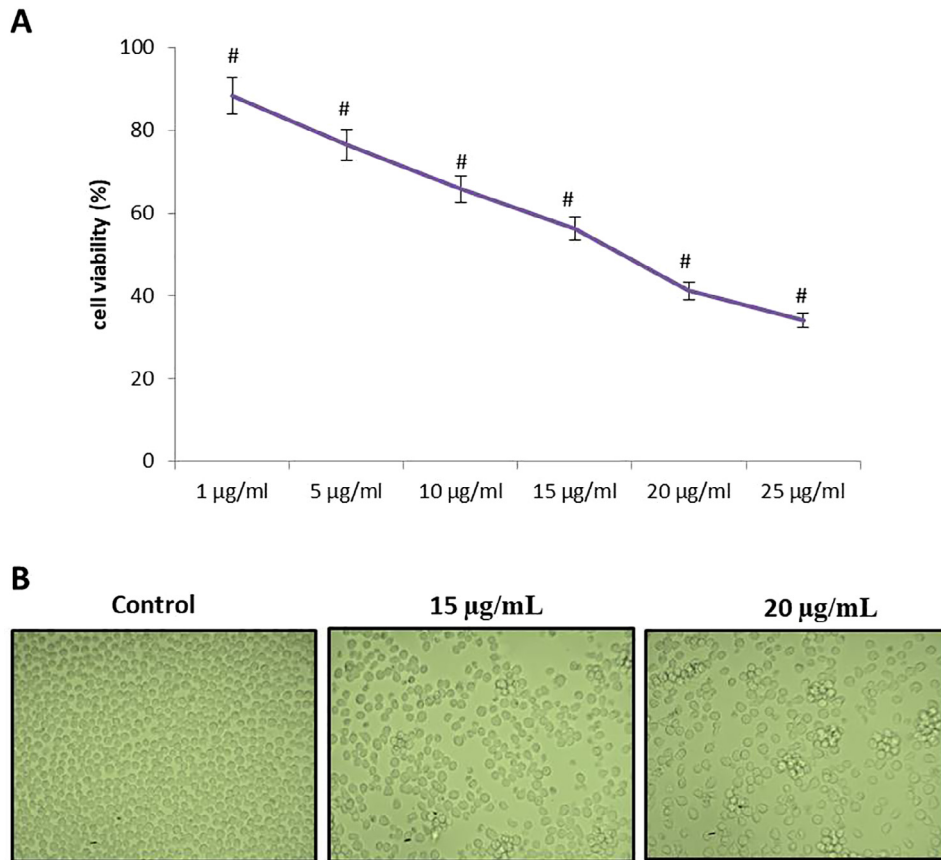 A
100
80
60
40
20
0
cell viability (%)
# # # # # #
1 µg/ml 5 µg/ml 10 µg/ml 15 µg/ml 20 µg/ml 25 µg/ml
B
Control 15 µg/mL 20 µg/mL